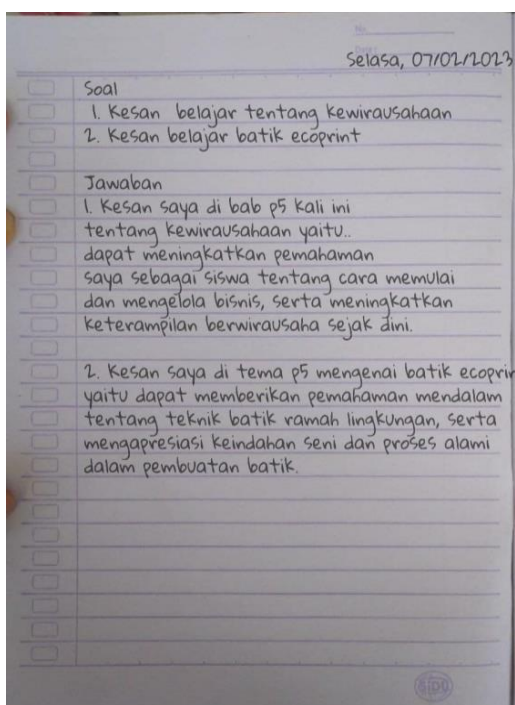 No.
Date:
Selasa, 07/02/2023
Soal
1. Kesan belajar tentang kewirausahaan
2. Kesan belajar batik ecoprint
Jawaban
1. Kesan saya di bab p5 kali ini
tentang kewirausahaan yaitu..
dapat meningkatkan pemahaman
saya sebagai siswa tentang cara memulai
dan mengelola bisnis, serta meningkatkan
keterampilan berwirausaha sejak dini.
2. Kesan saya di tema p5 mengenai batik ecoprin
yaitu dapat memberikan pemahaman mendalam
tentang teknik batik ramah lingkungan, serta
mengapresiasi keindahan seni dan proses alami
dalam pembuatan batik.
SIDU